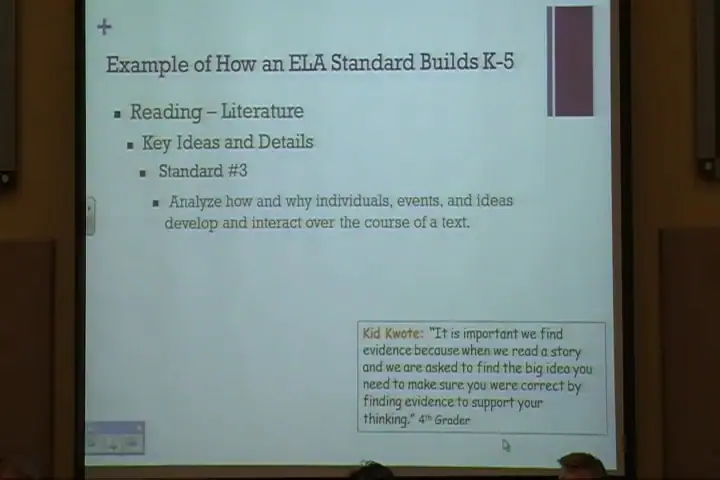 Example of How an ELA Standard Builds K-5
Reading – Literature
Key Ideas and Details
Standard #3
Analyze how and why individuals, events, and ideas
develop and interact over the course of a text.
Kid Kwote: "It is important we find
evidence because when we read a story
and we are asked to find the big idea you
need to make sure you were correct by
finding evidence to support your
thinking." 4th Grader